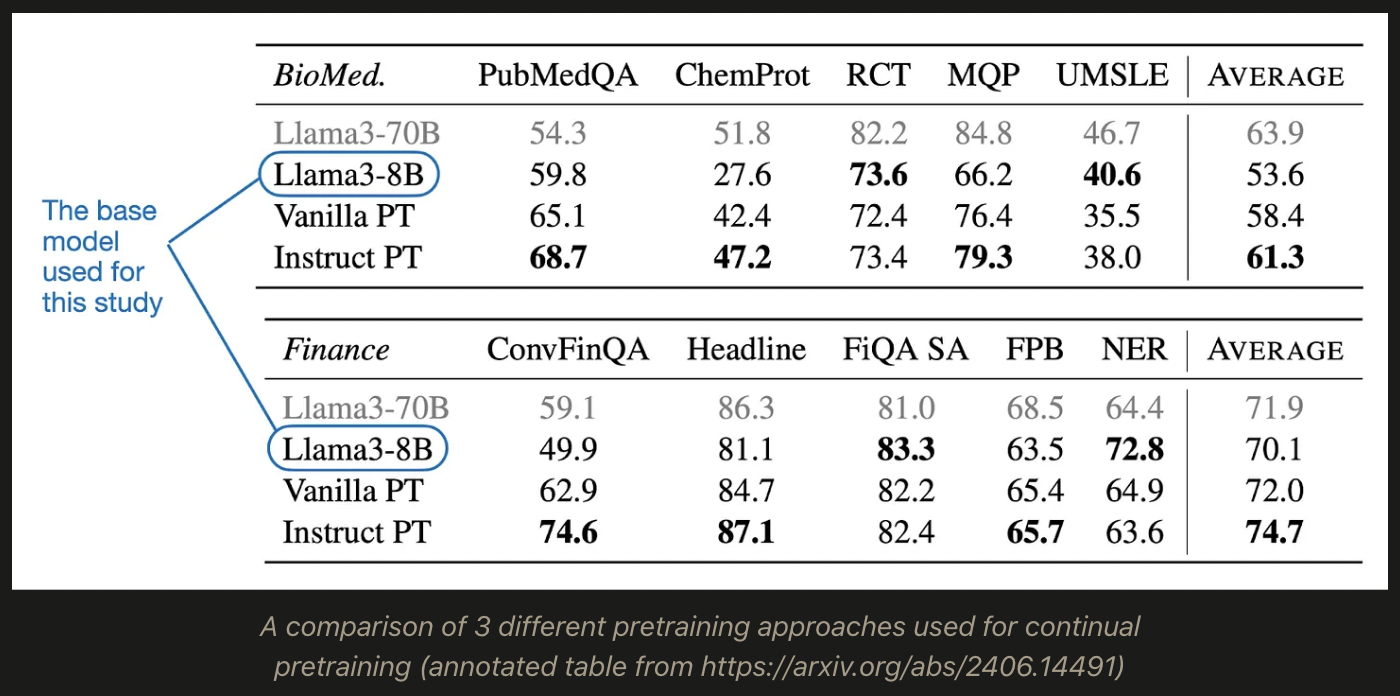 BioMed. PubMedQA ChemProt RCT MQP UMSLE AVERAGE
Llama3-70B 54.3 51.8 82.2 84.8 46.7 63.9
Llama3-8B 59.8 27.6 73.6 66.2 40.6 53.6
Vanilla PT 65.1 42.4 72.4 76.4 35.5 58.4
Instruct PT 68.7 47.2 73.4 79.3 38.0 61.3
The base
model
used for
this study
Finance ConvFinQA Headline FiQA SA FPB NER AVERAGE
Llama3-70B 59.1 86.3 81.0 68.5 64.4 71.9
Llama3-8B 49.9 81.1 83.3 63.5 72.8 70.1
Vanilla PT 62.9 84.7 82.2 65.4 64.9 72.0
Instruct PT 74.6 87.1 82.4 65.7 63.6 74.7
A comparison of 3 different pretraining approaches used for continual
pretraining (annotated table from https://arxiv.org/abs/2406.14491)